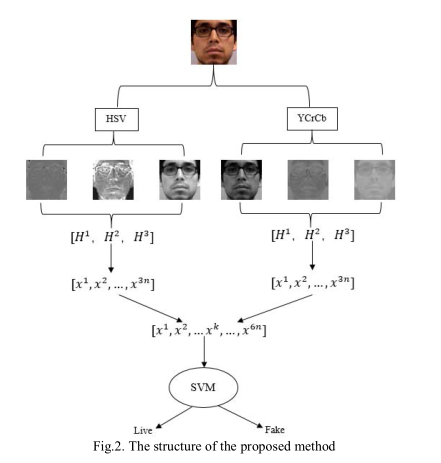 HSV YCrCb
[H¹, H², H³] [H¹, H², H³]
[x¹, x², …, x³ⁿ] [x¹, x², …, x³ⁿ]
[x¹, x², … xᵏ, …, x⁶ⁿ]
SVM
Live Fake
Fig.2. The structure of the proposed method